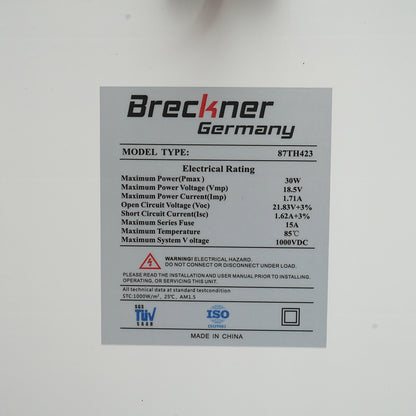 Breckner
Germany
MODEL TYPE: 87TH423
Electrical Rating
Maximum Power(Pmax) 30W
Maximum Power Voltage (Vmp) 18.5V
Maximum Power Current(Imp) 1.71A
Open Circuit Voltage (Voc) 21.83V+3%
Short Circuit Current(Isc) 1.62A+3%
Maximum Series Fuse 15A
Maximum Temperature 85℃
Maximum System V oltage 1000VDC
WARNING! ELECTRICAL HAZARD.
DO NOT CONNECT OR DISCONNECT UNDER LOAD.
PLEASE READ THE INSTALLATION AND USER MANUAL PRIOR TO INSTALLING.
OPERATING, OR SERVICING THIS UNIT.
All technical data at standard testcondition
STC:1000W/m², 25℃, AM1.5
SGS
TÜV
SAAR
ISO
MADE IN CHINA